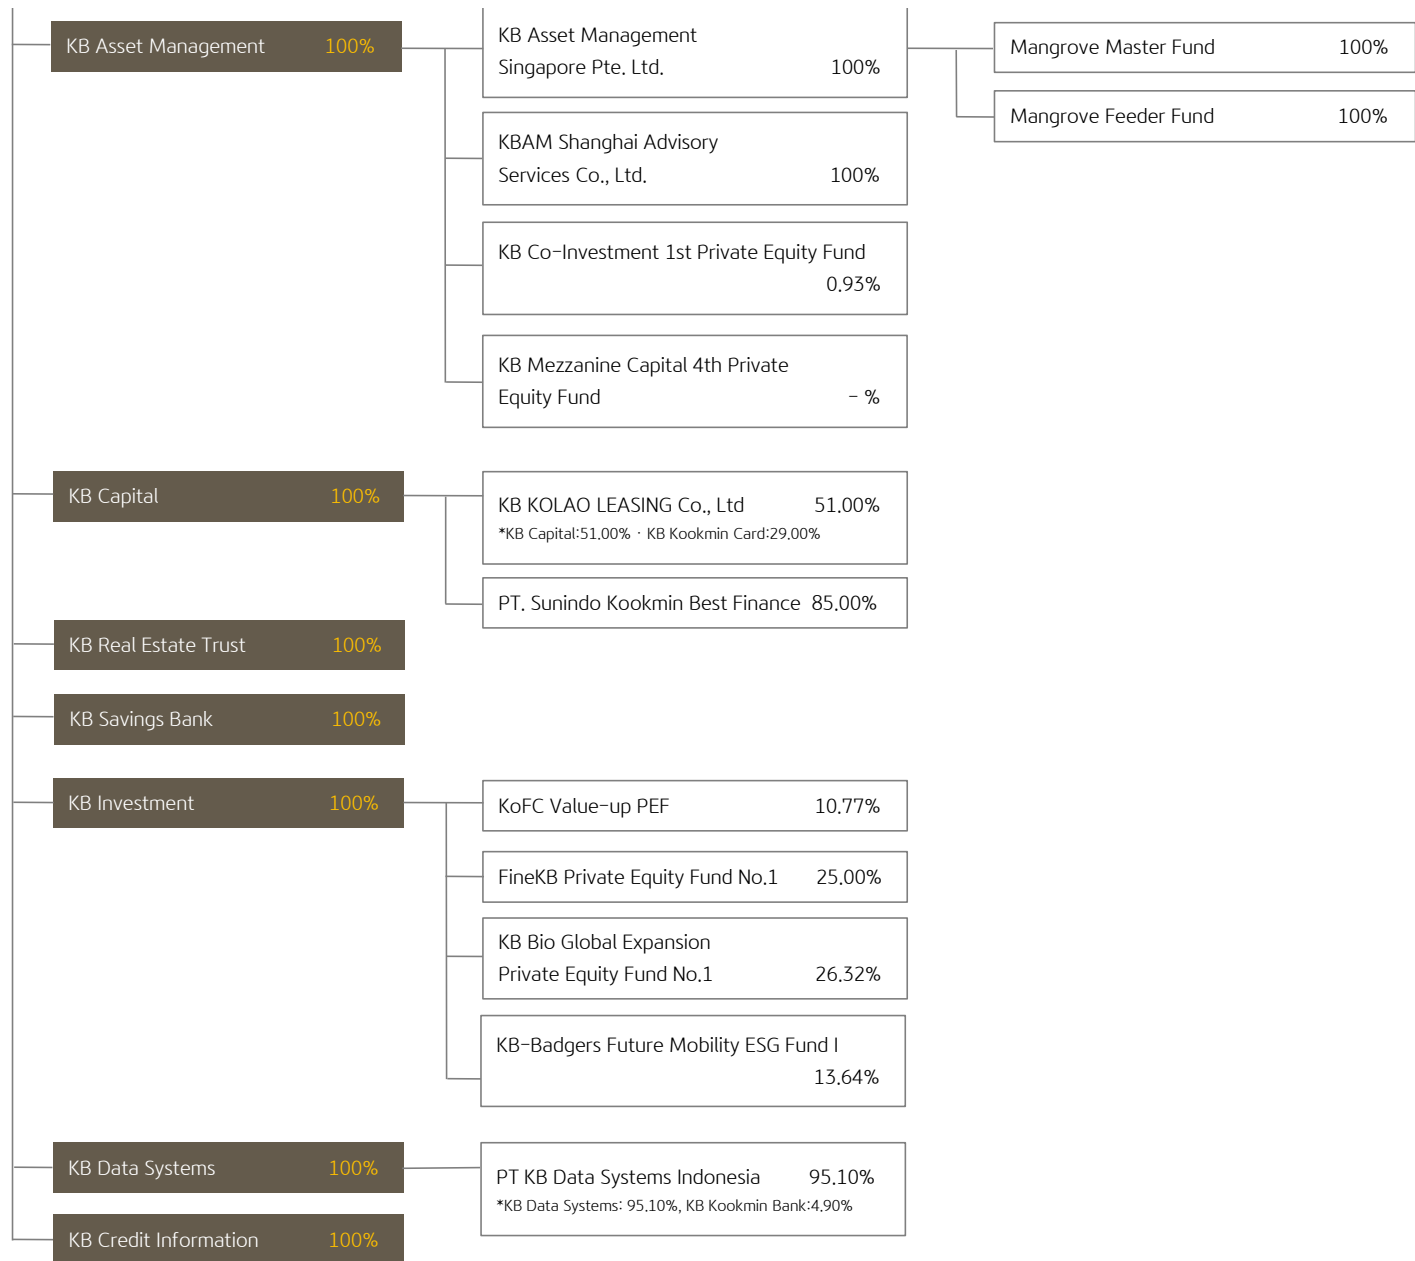 KB Asset Management 100%
KB Asset Management
Singapore Pte. Ltd. 100%
Mangrove Master Fund 100%
Mangrove Feeder Fund 100%
KBAM Shanghai Advisory
Services Co., Ltd. 100%
KB Co-Investment 1st Private Equity Fund
0.93%
KB Mezzanine Capital 4th Private
Equity Fund - %
KB Capital 100%
KB KOLAO LEASING Co., Ltd 51.00%
*KB Capital:51.00% · KB Kookmin Card:29.00%
PT. Sunindo Kookmin Best Finance 85.00%
KB Real Estate Trust 100%
KB Savings Bank 100%
KB Investment 100%
KoFC Value-up PEF 10.77%
FineKB Private Equity Fund No.1 25.00%
KB Bio Global Expansion
Private Equity Fund No.1 26.32%
KB-Badgers Future Mobility ESG Fund I
13.64%
KB Data Systems 100%
PT KB Data Systems Indonesia 95.10%
*KB Data Systems: 95.10%, KB Kookmin Bank:4.90%
KB Credit Information 100%